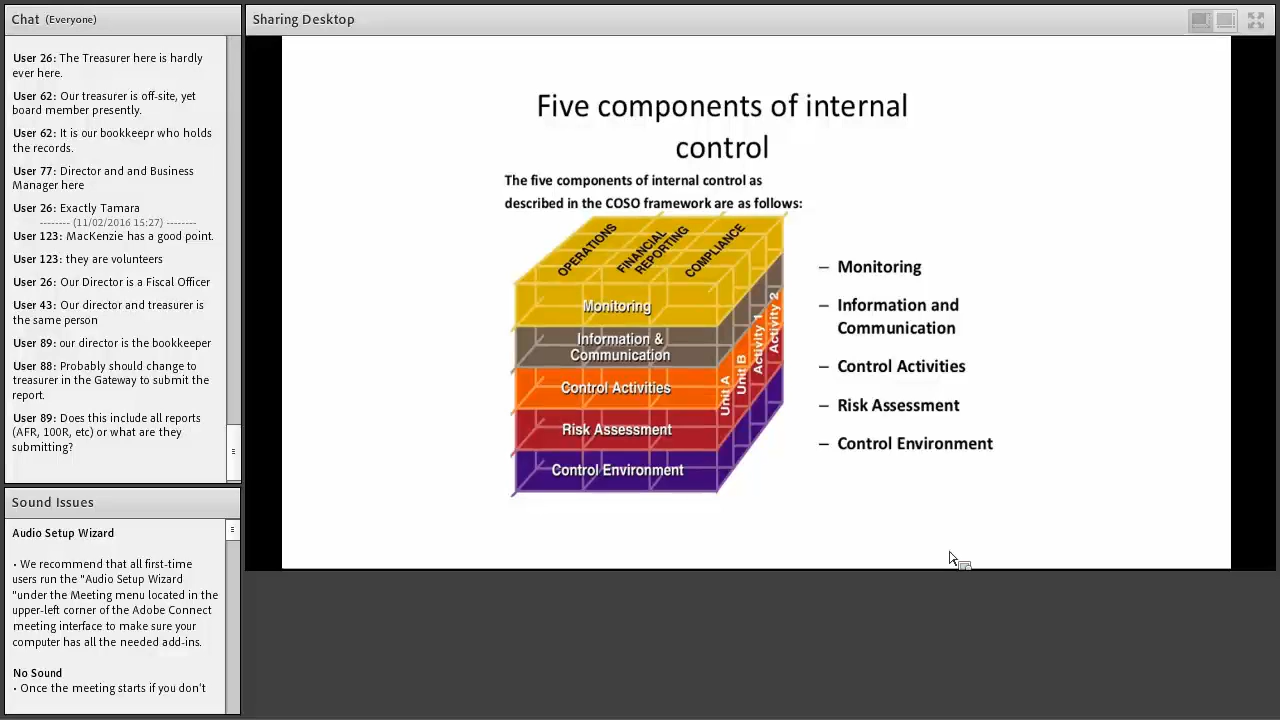 Chat (Everyone)
User 26: The Treasurer here is hardly
ever here.
User 62: Our treasurer is off-site, yet
board member presently.
User 62: It is our bookkeepr who holds
the records.
User 77: Director and and Business
Manager here
User 26: Exactly Tamara
-------- (11/02/2016 15:27) --------
User 123: MacKenzie has a good point.
User 123: they are volunteers
User 26: Our Director is a Fiscal Officer
User 43: Our director and treasurer is
the same person
User 89: our director is the bookkeeper
User 88: Probably should change to
treasurer in the Gateway to submit the
report.
User 89: Does this include all reports
(AFR, 100R, etc) or what are they
submitting?
Sound Issues
Audio Setup Wizard
• We recommend that all first-time
users run the "Audio Setup Wizard
"under the Meeting menu located in the
upper-left corner of the Adobe Connect
meeting interface to make sure your
computer has all the needed add-ins.
No Sound
• Once the meeting starts if you don't
Sharing Desktop
Five components of internal
control
The five components of internal control as
described in the COSO framework are as follows:
OPERATIONS
FINANCIAL
REPORTING
COMPLIANCE
Monitoring
Information &
Communication
Control Activities
Risk Assessment
Control Environment
Unit A
Unit B
Activity 1
Activity 2
– Monitoring
– Information and
Communication
– Control Activities
– Risk Assessment
– Control Environment